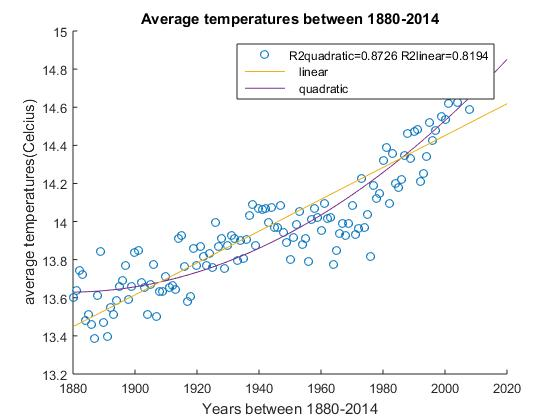 Average temperatures between 1880-2014
R2quadratic=0.8726 R2linear=0.8194
linear
quadratic
average temperatures(Celcius)
15
14.8
14.6
14.4
14.2
14
13.8
13.6
13.4
13.2
1880 1900 1920 1940 1960 1980 2000 2020
Years between 1880-2014